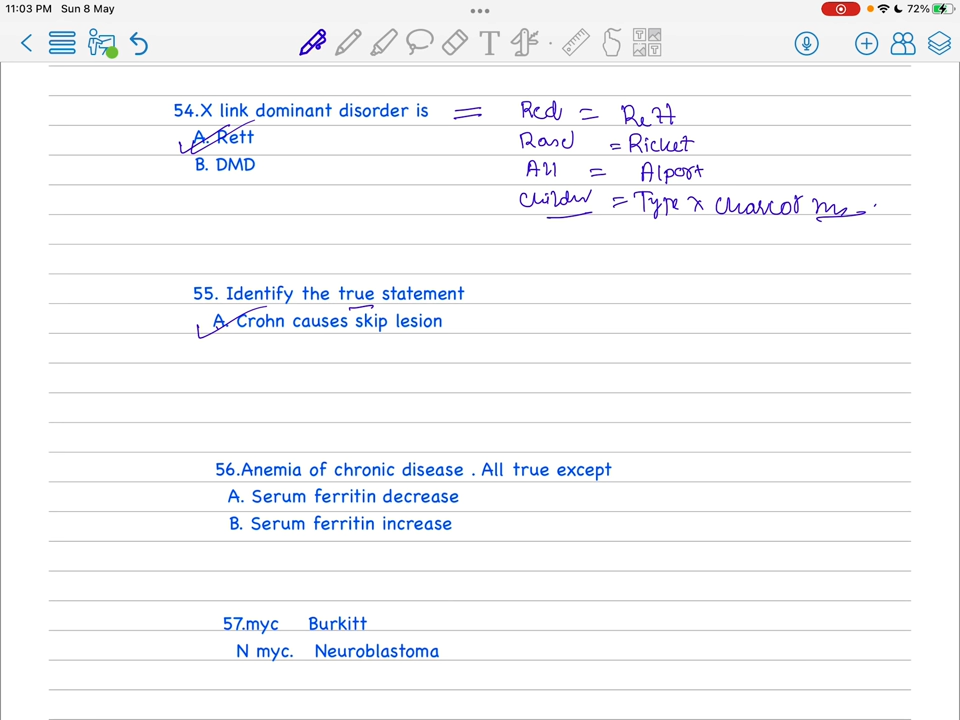 11:03 PM Sun 8 May
72%
54.X link dominant disorder is = Red = Rett
A. Rett
Rand = Ricket
B. DMD
All = Alport
Children = Type X Charcot
55. Identify the true statement
A. Crohn causes skip lesion
56.Anemia of chronic disease . All true except
A. Serum ferritin decrease
B. Serum ferritin increase
57.myc Burkitt
N myc. Neuroblastoma